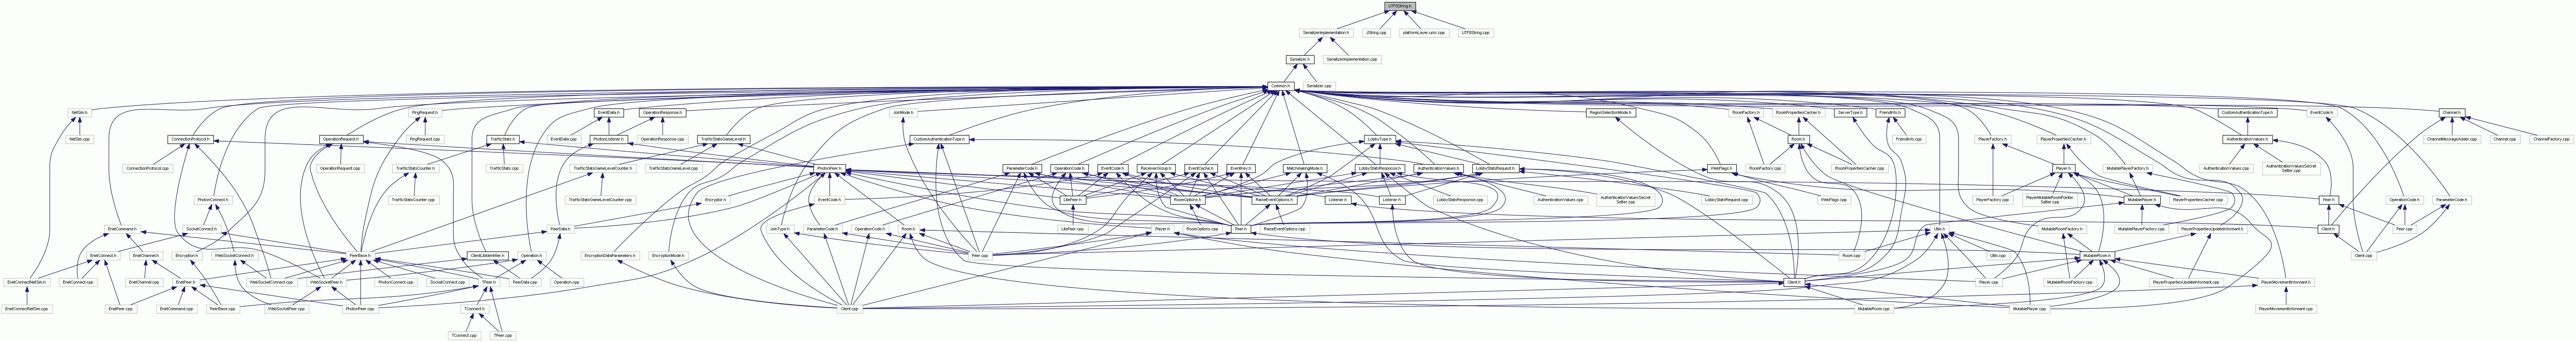 UTF8String.h
SerializerImplementation.h
JString.cpp
platformLayer.unix.cpp
UTF8String.cpp
Serializer.h
SerializerImplementation.cpp
Common.h
Serializer.cpp
NetSim.h
PingRequest.h
EventData.h
OperationResponse.h
JoinMode.h
RegionSelectionMode.h
RoomFactory.h
RoomPropertiesCacher.h
ServerType.h
FriendInfo.h
CustomAuthenticationType.h
EventCode.h
Channel.h
NetSim.cpp
ConnectionProtocol.h
OperationRequest.h
PingRequest.cpp
TrafficStats.h
EventData.cpp
PhotonListener.h
OperationResponse.cpp
TrafficStatsGameLevel.h
CustomAuthenticationType.h
LobbyType.h
Room.h
FriendInfo.cpp
PlayerFactory.h
PlayerPropertiesCacher.h
AuthenticationValues.h
ChannelMessageAdder.cpp
Channel.cpp
ChannelFactory.cpp
ConnectionProtocol.cpp
OperationRequest.cpp
TrafficStatsCounter.h
TrafficStats.cpp
TrafficStatsGameLevelCounter.h
TrafficStatsGameLevel.cpp
PhotonPeer.h
ParameterCode.h
OperationCode.h
EventCode.h
ReceiverGroup.h
EventCache.h
EventKey.h
MatchmakingMode.h
LobbyStatsResponse.h
AuthenticationValues.h
LobbyStatsRequest.h
WebFlags.h
RoomFactory.cpp
RoomPropertiesCacher.cpp
Player.h
MutablePlayerFactory.h
AuthenticationValues.cpp
AuthenticationValuesSecret
Setter.cpp
PhotonConnect.h
TrafficStatsCounter.cpp
TrafficStatsGameLevelCounter.cpp
Encryptor.h
EventCode.h
LitePeer.h
RoomOptions.h
RaiseEventOptions.h
Listener.h
Listener.h
LobbyStatsResponse.cpp
AuthenticationValues.cpp
AuthenticationValuesSecret
Setter.cpp
LobbyStatsRequest.cpp
WebFlags.cpp
PlayerFactory.cpp
PlayerMutableRoomPointer
Setter.cpp
MutablePlayer.h
PlayerPropertiesCacher.cpp
Peer.h
OperationCode.h
ParameterCode.h
EnetCommand.h
SocketConnect.h
PeerData.h
JoinType.h
ParameterCode.h
OperationCode.h
Room.h
LitePeer.cpp
Player.h
RoomOptions.cpp
Peer.h
RaiseEventOptions.cpp
Utils.h
MutableRoomFactory.h
MutablePlayerFactory.cpp
PlayerPropertiesUpdateInformant.h
Client.h
Peer.cpp
EnetConnect.h
EnetChannel.h
Encryption.h
WebSocketConnect.h
PeerBase.h
ClientListIdentifier.h
Operation.h
EncryptionDataParameters.h
EncryptionMode.h
Peer.cpp
Room.cpp
Utils.cpp
MutableRoom.h
Client.cpp
EnetConnectNetSim.h
EnetConnect.cpp
EnetChannel.cpp
EnetPeer.h
WebSocketConnect.cpp
WebSocketPeer.h
PhotonConnect.cpp
SocketConnect.cpp
TPeer.h
PeerData.cpp
Operation.cpp
Client.h
Player.cpp
MutableRoomFactory.cpp
PlayerPropertiesUpdateInformant.cpp
PlayerMovementInformant.h
EnetConnectNetSim.cpp
EnetPeer.cpp
EnetCommand.cpp
PeerBase.cpp
WebSocketPeer.cpp
PhotonPeer.cpp
TConnect.h
Client.cpp
MutableRoom.cpp
MutablePlayer.cpp
PlayerMovementInformant.cpp
TConnect.cpp
TPeer.cpp